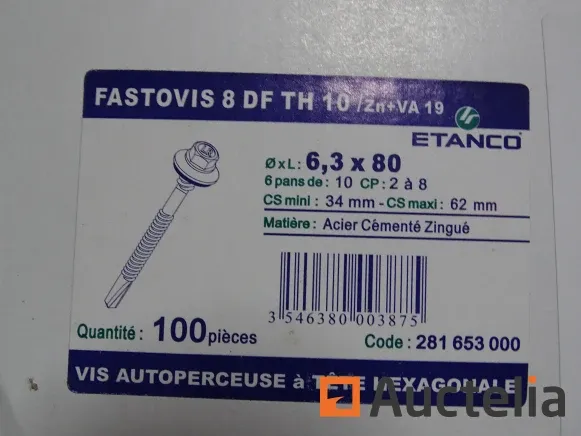 FASTOVIS 8 DF TH 10 /Zn+VA 19
ETANCO
Ø x L : 6,3 x 80
6 pans de : 10 CP : 2 à 8
CS mini : 34 mm - CS maxi : 62 mm
Matière : Acier Cémenté Zingué
3 546380 003875
Quantité : 100 pièces
Code : 281 653 000
VIS AUTOPERCEUSE à TÊTE HEXAGONALE
Auctelia